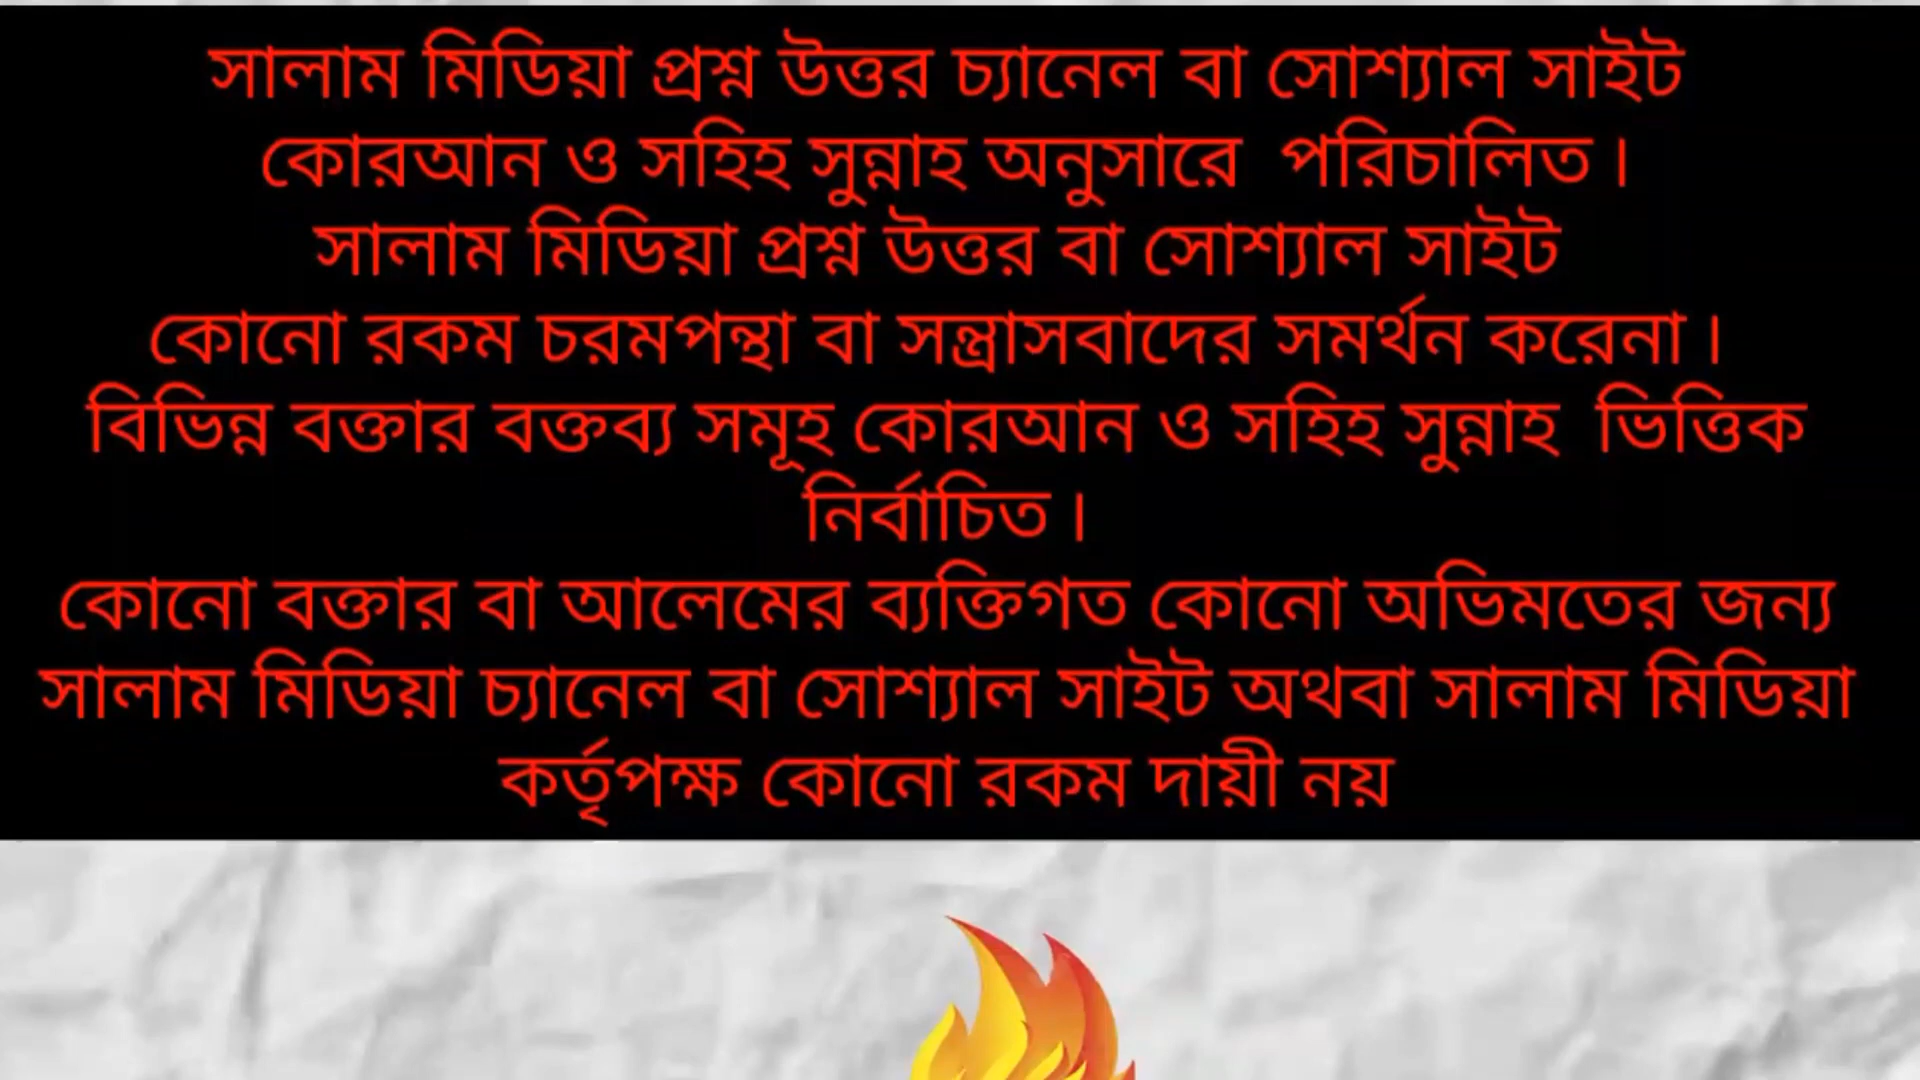 সালাম মিডিয়া প্রশ্ন উত্তর চ্যানেল বা সোশ্যাল সাইট
কোরআন ও সহিহ সুন্নাহ অনুসারে পরিচালিত।
সালাম মিডিয়া প্রশ্ন উত্তর বা সোশ্যাল সাইট
কোনো রকম চরমপন্থা বা সন্ত্রাসবাদের সমর্থন করেনা।
বিভিন্ন বক্তার বক্তব্য সমূহ কোরআন ও সহিহ সুন্নাহ ভিত্তিক
নির্বাচিত।
কোনো বক্তার বা আলেমের ব্যক্তিগত কোনো অভিমতের জন্য
সালাম মিডিয়া চ্যানেল বা সোশ্যাল সাইট অথবা সালাম মিডিয়া
কর্তৃপক্ষ কোনো রকম দায়ী নয়